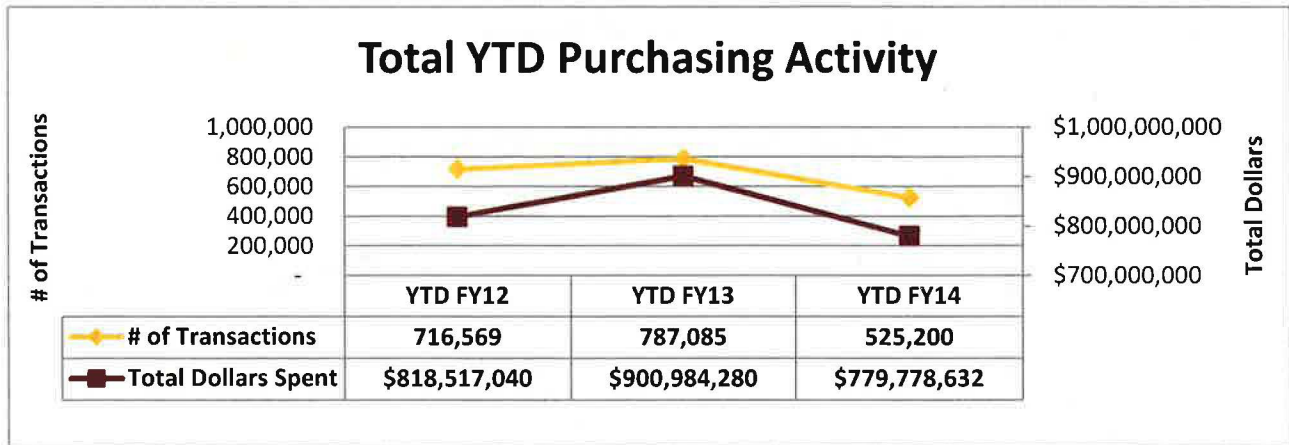 Total YTD Purchasing Activity
# of Transactions
1,000,000
800,000
600,000
400,000
200,000
-
$1,000,000,000
$900,000,000
$800,000,000
$700,000,000
Total Dollars
YTD FY12 YTD FY13 YTD FY14
# of Transactions 716,569 787,085 525,200
Total Dollars Spent $818,517,040 $900,984,280 $779,778,632